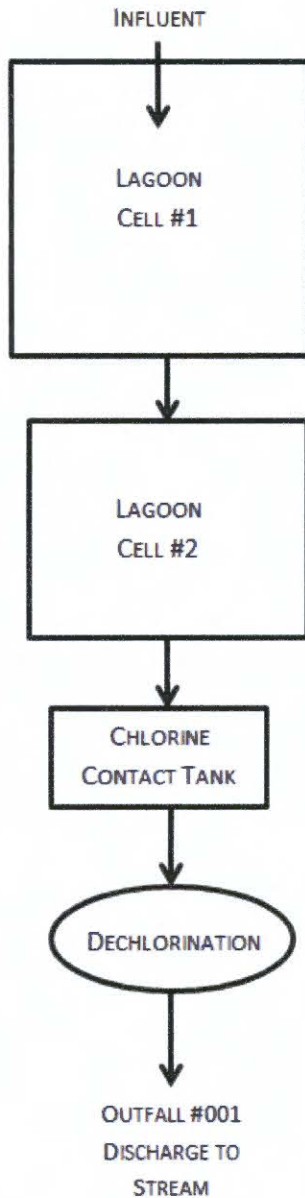 INFLUENT
LAGOON
CELL #1
LAGOON
CELL #2
CHLORINE
CONTACT TANK
DECHLORINATION
OUTFALL #001
DISCHARGE TO
STREAM